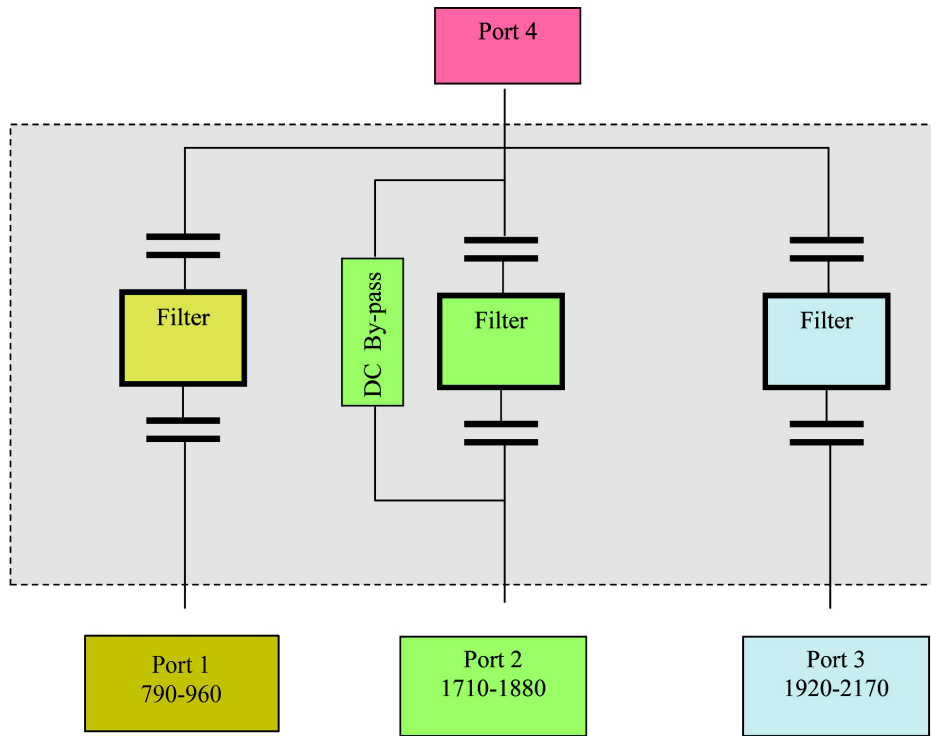 Port 4
Filter
DC By-pass
Filter
Filter
Port 1
790-960
Port 2
1710-1880
Port 3
1920-2170